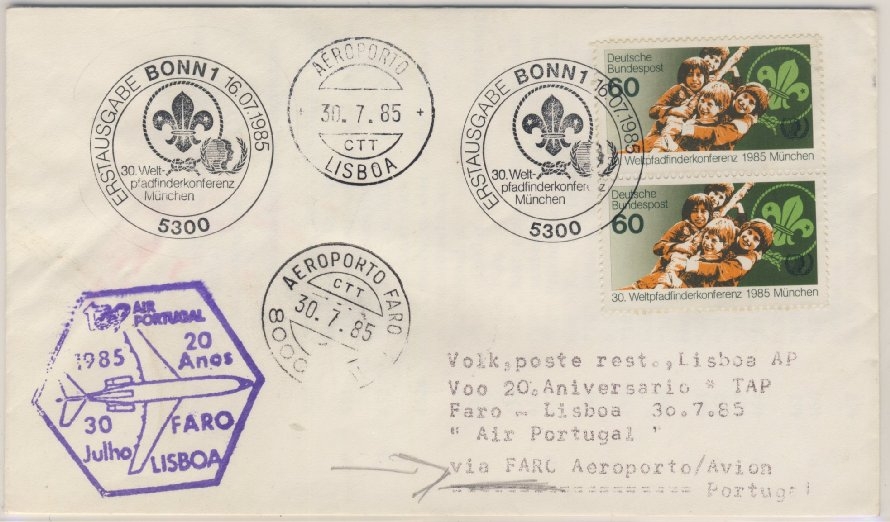 ERSTAUSGABE BONN 1 16.07.1985
30. Welt-
pfadfinderkonferenz
München
5300
AEROPORTO
30. 7. 85
CTT
LISBOA
ERSTAUSGABE BONN 1 16.07.1985
30. Welt-
pfadfinderkonferenz
München
5300
Deutsche
Bundespost
60
30. Weltpfadfinderkonferenz 1985 München
Deutsche
Bundespost
60
30. Weltpfadfinderkonferenz 1985 München
AEROPORTO FARO
CTT
30. 7. 85
8000
AIR
PORTUGAL
1985
20
Anos
30
Julho
FARO
LISBOA
Volk,poste rest., Lisboa AP
Voo 20.Aniversario * TAP
Faro - Lisboa 3o.7.85
" Air Portugal "
via FARO Aeroporto/Avion
Portugal